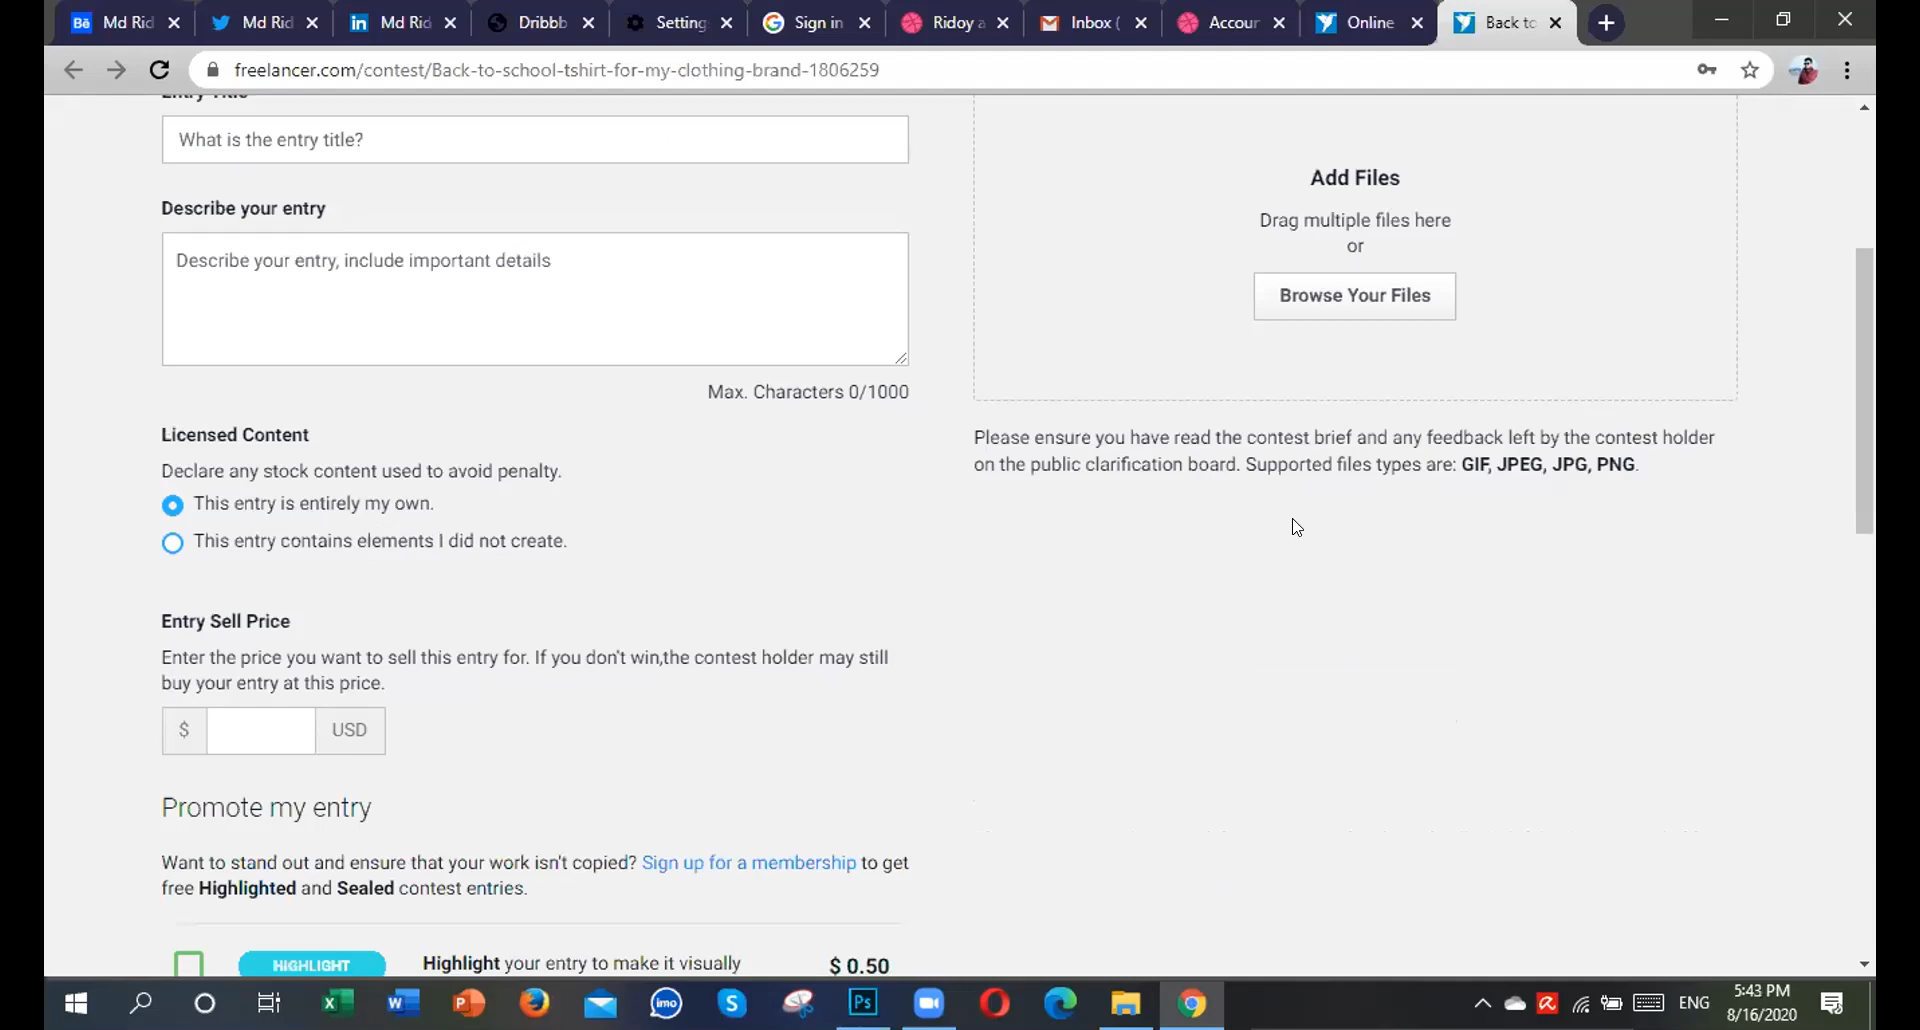 Md Rid
Md Rid
Md Rid
Dribbb
Setting
Sign in
Ridoy a
Inbox (
Accour
Online
Back to
freelancer.com/contest/Back-to-school-tshirt-for-my-clothing-brand-1806259
Entry Title
What is the entry title?
Describe your entry
Describe your entry, include important details
Max. Characters 0/1000
Licensed Content
Declare any stock content used to avoid penalty.
This entry is entirely my own.
This entry contains elements I did not create.
Entry Sell Price
Enter the price you want to sell this entry for. If you don't win,the contest holder may still
buy your entry at this price.
$ USD
Promote my entry
Want to stand out and ensure that your work isn't copied? Sign up for a membership to get
free Highlighted and Sealed contest entries.
HIGHLIGHT
Highlight your entry to make it visually
$ 0.50
Add Files
Drag multiple files here
or
Browse Your Files
Please ensure you have read the contest brief and any feedback left by the contest holder
on the public clarification board. Supported files types are: GIF, JPEG, JPG, PNG.
imo
Ps
ENG
5:43 PM
8/16/2020